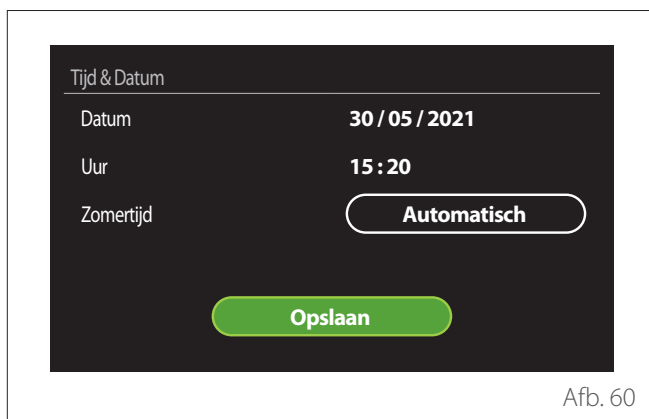 Tijd & Datum
Datum 30 / 05 / 2021
Uur 15 : 20
Zomertijd Automatisch
Opslaan
Afb. 60